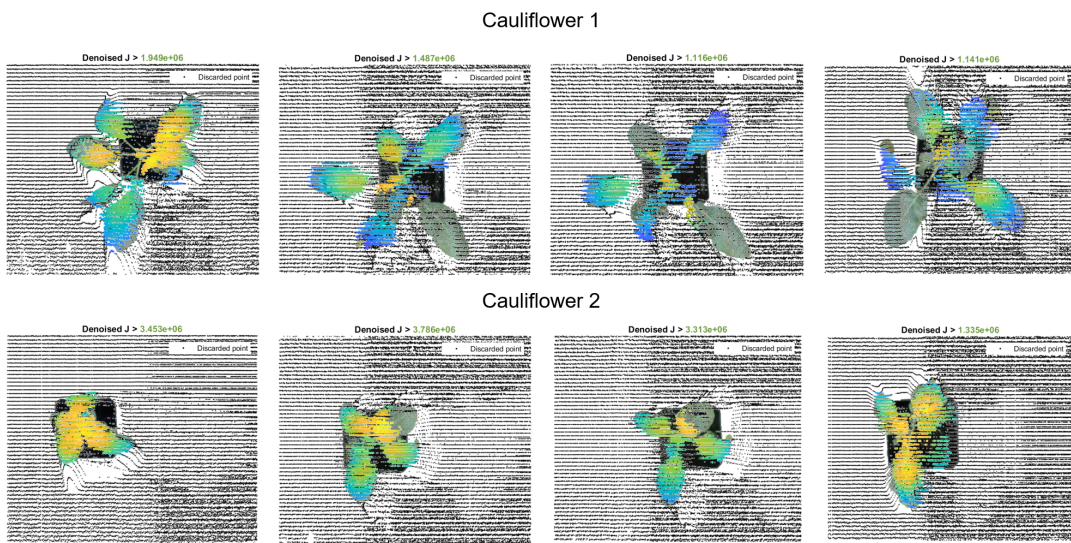 Cauliflower 1
Denoised J > 1.949e+06
Discarded point
Denoised J > 1.487e+06
Discarded point
Denoised J > 1.116e+06
Discarded point
Denoised J > 1.141e+06
Discarded point
Cauliflower 2
Denoised J > 3.453e+06
Discarded point
Denoised J > 3.786e+06
Discarded point
Denoised J > 3.313e+06
Discarded point
Denoised J > 1.335e+06
Discarded point